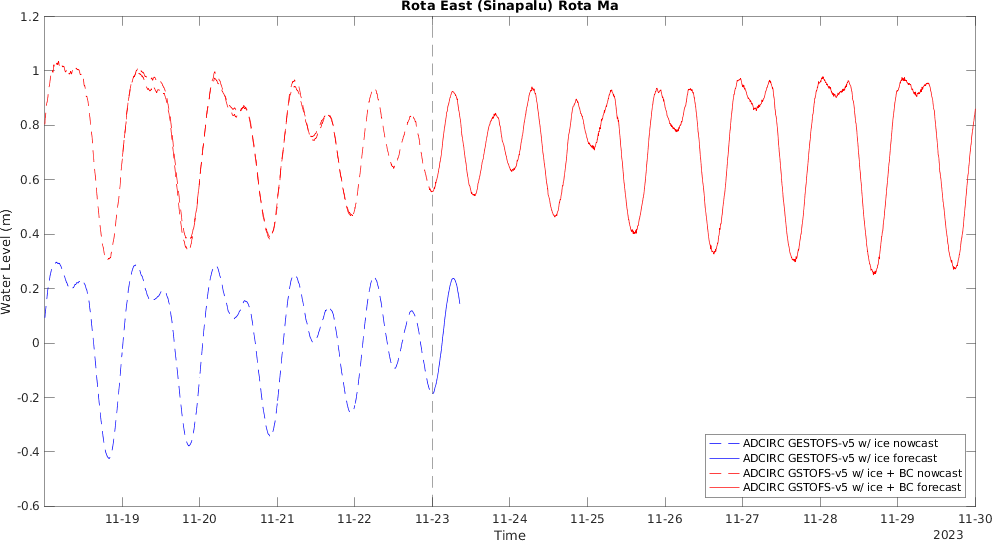 Rota East (Sinapalu) Rota Ma
1.2
1
0.8
0.6
0.4
0.2
0
-0.2
-0.4
-0.6
Water Level (m)
ADCIRC GESTOFS-v5 w/ ice nowcast
ADCIRC GESTOFS-v5 w/ ice forecast
ADCIRC GSTOFS-v5 w/ ice + BC nowcast
ADCIRC GSTOFS-v5 w/ ice + BC forecast
11-19 11-20 11-21 11-22 11-23 11-24 11-25 11-26 11-27 11-28 11-29 11-30
Time
2023